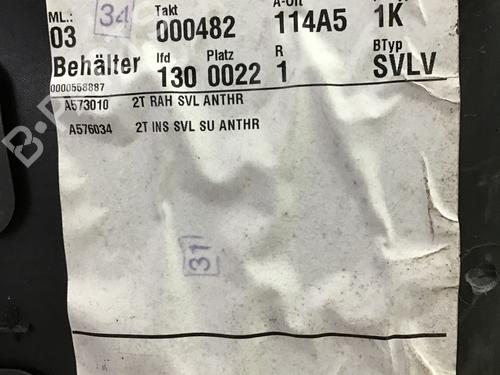 ML.: 34 Takt A-Ort
03 000482 114A5 1K
Behälter lfd Platz R BTyp
0000558887 130 0022 1 SVLV
A573010 2T RAH SVL ANTHR
A576034 2T INS SVL SU ANTHR
31